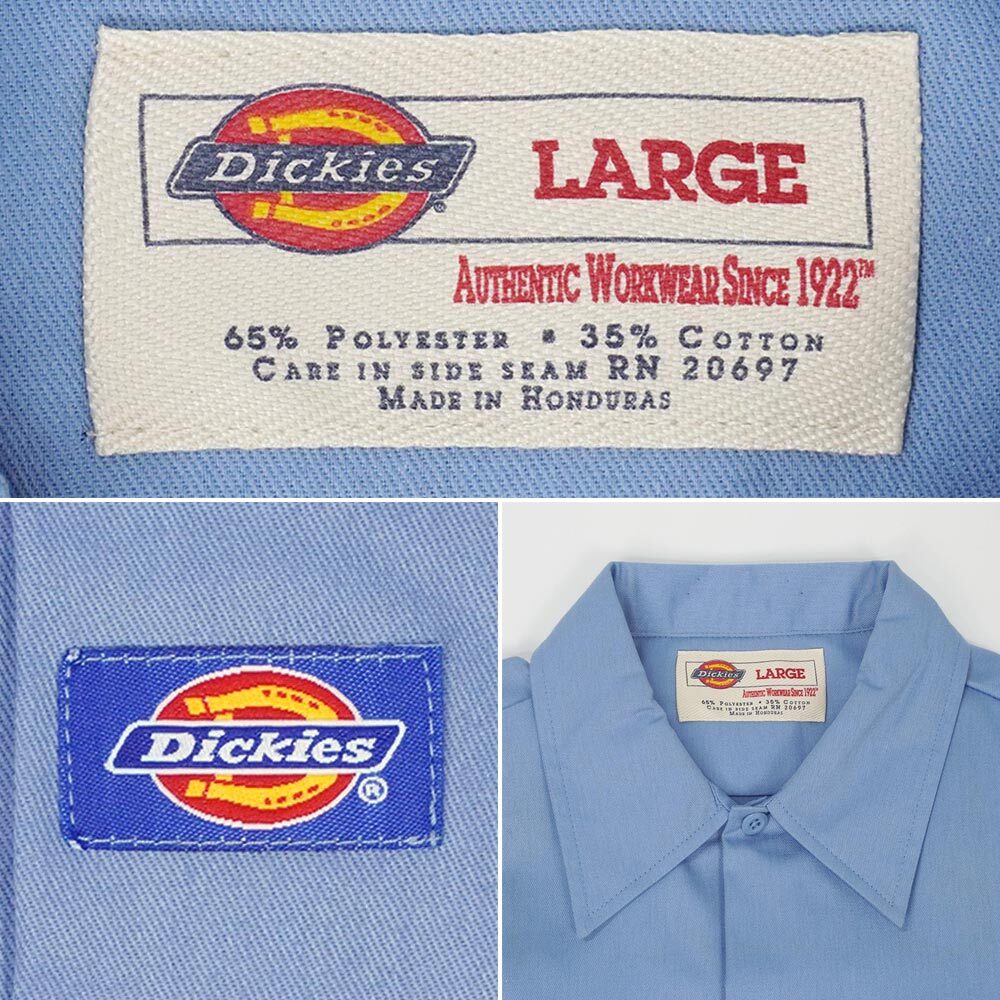 Dickies® LARGE
AUTHENTIC WORKWEAR SINCE 1922™
65% POLYESTER • 35% COTTON
CARE IN SIDE SEAM RN 20697
MADE IN HONDURAS
Dickies®
Dickies LARGE
AUTHENTIC WORKWEAR SINCE 1922™
65% POLYESTER • 35% COTTON
CARE IN SIDE SEAM RN 20697
MADE IN HONDURAS